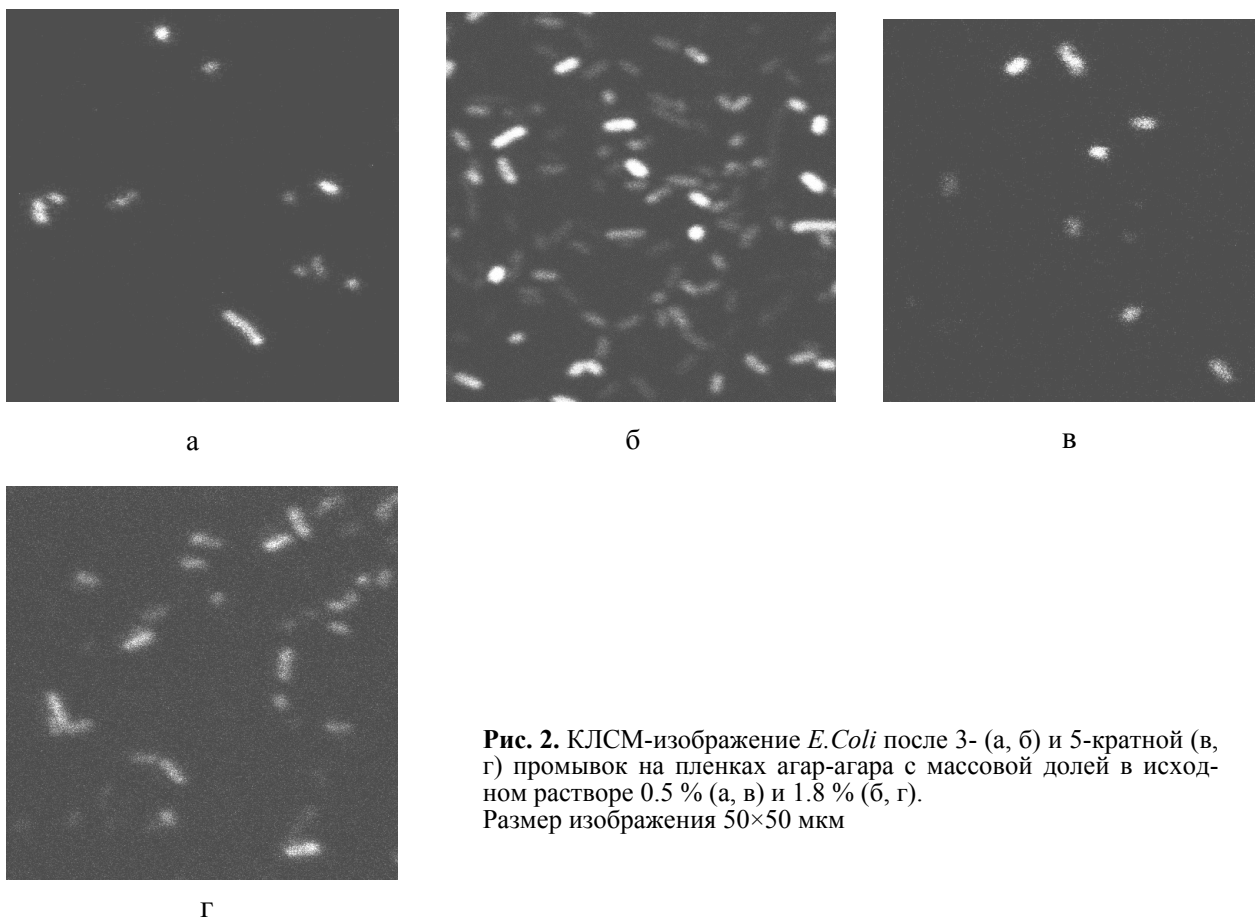 а
б
в
г
Рис. 2. КЛСМ-изображение E.Coli после 3- (а, б) и 5-кратной (в,
г) промывок на пленках агар-агара с массовой долей в исход-
ном растворе 0.5 % (а, в) и 1.8 % (б, г).
Размер изображения 50×50 мкм